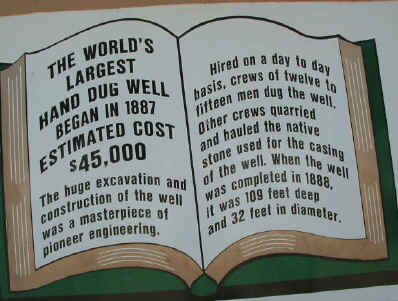 THE WORLD'S
LARGEST
HAND DUG WELL
BEGAN IN 1887
ESTIMATED COST
$45,000
The huge excavation and
construction of the well
was a masterpiece of
pioneer engineering.
Hired on a day to day
basis, crews of twelve to
fifteen men dug the well.
Other crews quarried
and hauled the native
stone used for the casing
of the well. When the well
was completed in 1888,
it was 109 feet deep
and 32 feet in diameter.